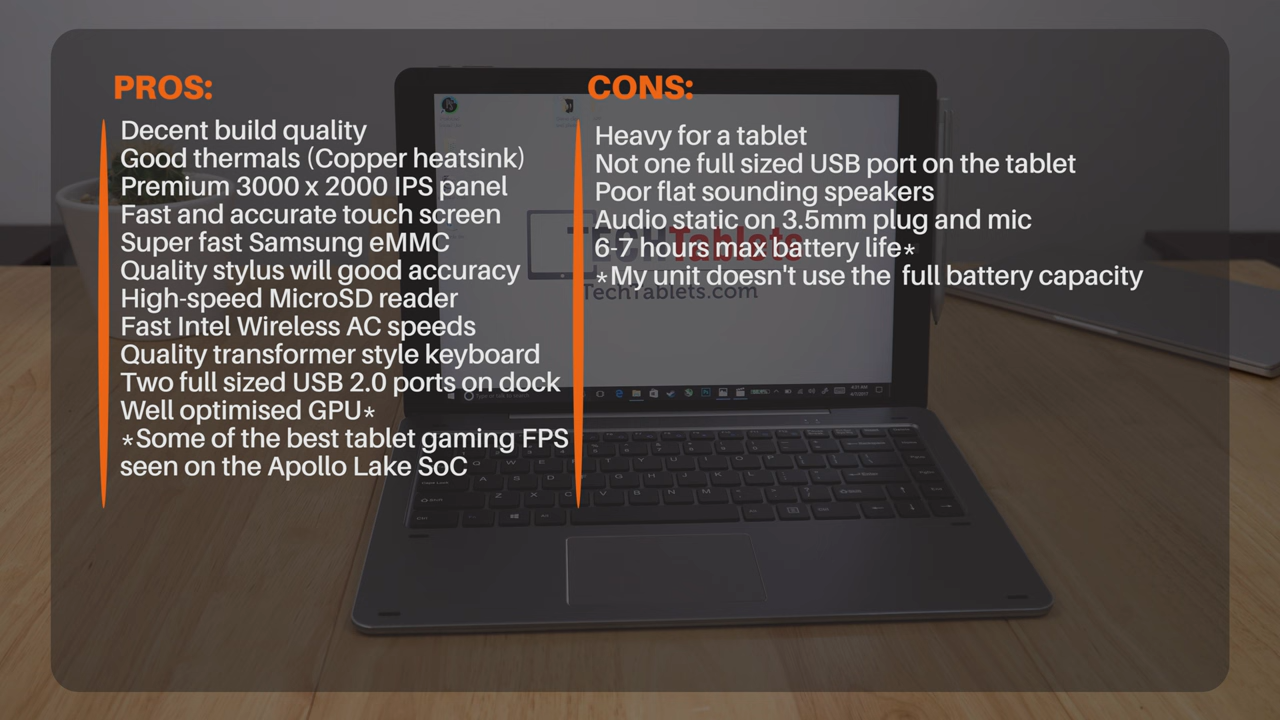 PROS:
Decent build quality
Good thermals (Copper heatsink)
Premium 3000 x 2000 IPS panel
Fast and accurate touch screen
Super fast Samsung eMMC
Quality stylus will good accuracy
High-speed MicroSD reader
Fast Intel Wireless AC speeds
Quality transformer style keyboard
Two full sized USB 2.0 ports on dock
Well optimised GPU*
*Some of the best tablet gaming FPS
seen on the Apollo Lake SoC
CONS:
Heavy for a tablet
Not one full sized USB port on the tablet
Poor flat sounding speakers
Audio static on 3.5mm plug and mic
6-7 hours max battery life*
*My unit doesn't use the full battery capacity
TECH Tablets
TechTablets.com